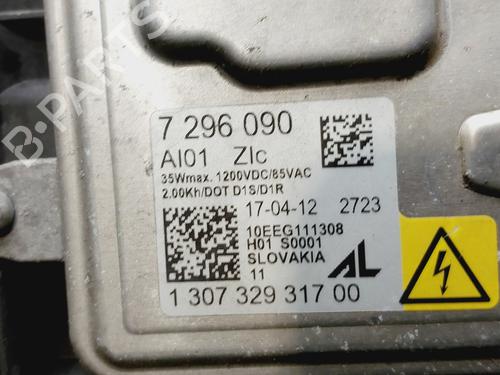 7 296 090
AI01 ZIc
35Wmax. 1200VDC/85VAC
2.00Kh/DOT D1S/D1R
17-04-12 2723
10EEG111308
H01 S0001
SLOVAKIA
11
AL
1 307 329 317 00
B-PARTS